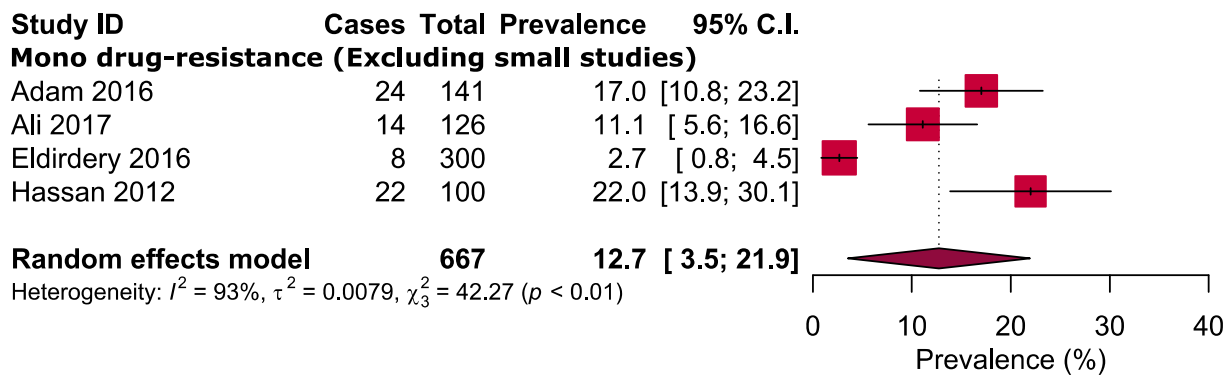 Study ID Cases Total Prevalence 95% C.I.
Mono drug-resistance (Excluding small studies)
Adam 2016 24 141 17.0 [10.8; 23.2]
Ali 2017 14 126 11.1 [ 5.6; 16.6]
Eldirdery 2016 8 300 2.7 [ 0.8; 4.5]
Hassan 2012 22 100 22.0 [13.9; 30.1]
Random effects model 667 12.7 [ 3.5; 21.9]
Heterogeneity: I² = 93%, τ² = 0.0079, χ²₃ = 42.27 (p < 0.01)
0 10 20 30 40
Prevalence (%)